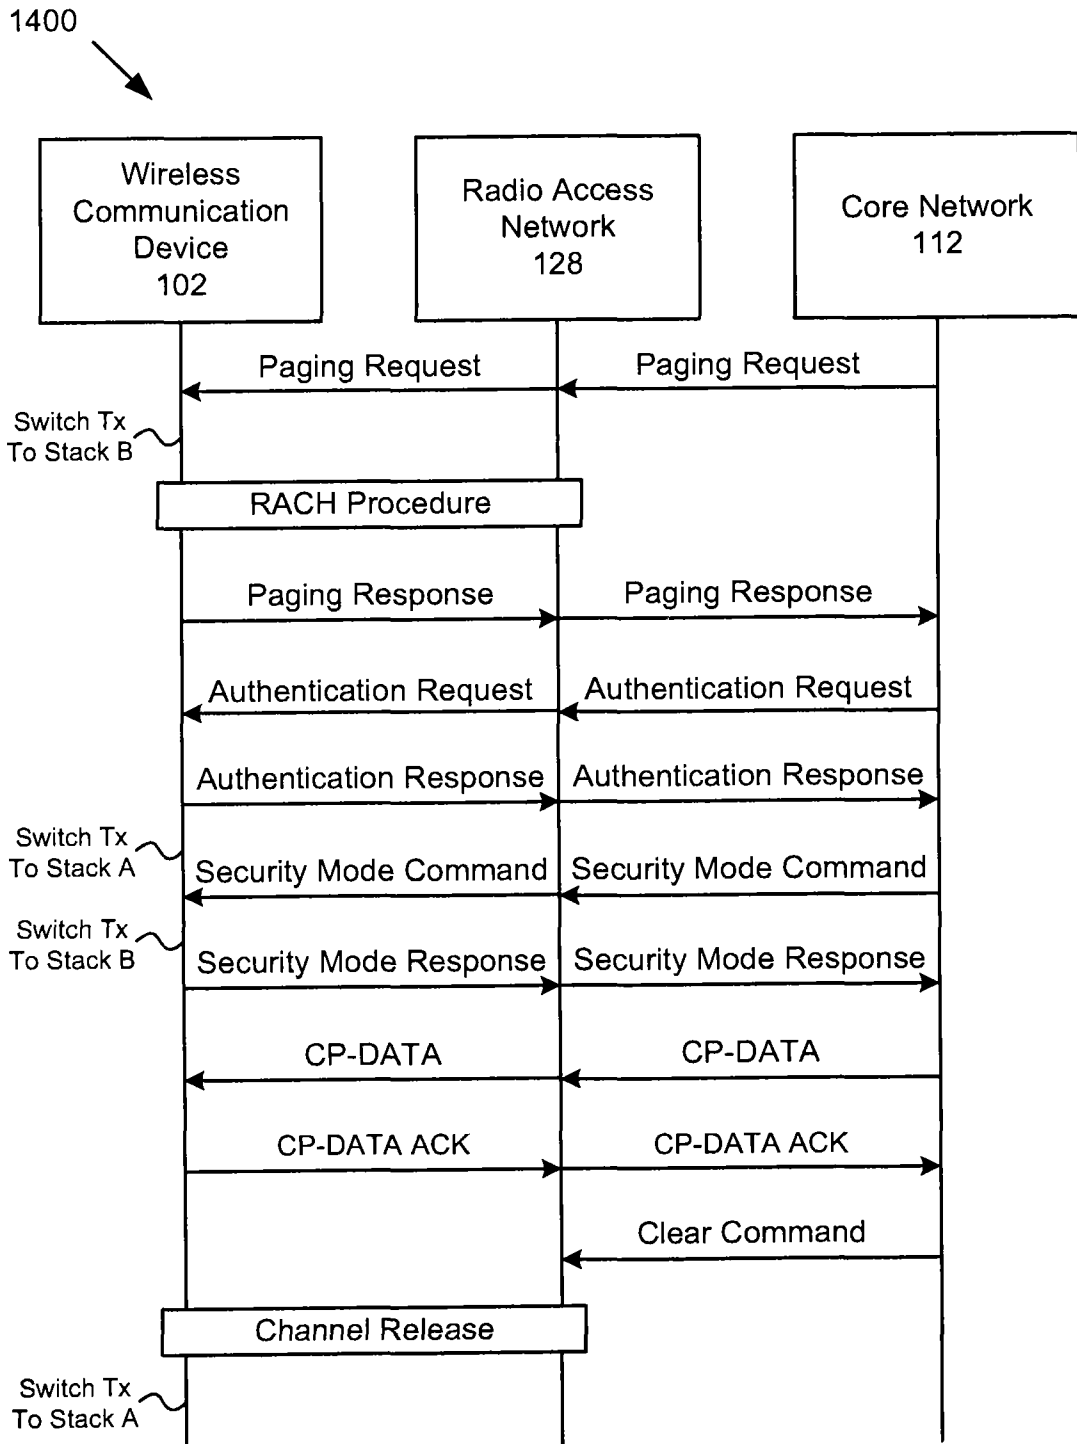 1400
Wireless
Communication
Device
102
Radio Access
Network
128
Core Network
112
Paging Request
Paging Request
Switch Tx
To Stack B
RACH Procedure
Paging Response
Paging Response
Authentication Request
Authentication Request
Authentication Response
Authentication Response
Switch Tx
To Stack A
Security Mode Command
Security Mode Command
Switch Tx
To Stack B
Security Mode Response
Security Mode Response
CP-DATA
CP-DATA
CP-DATA ACK
CP-DATA ACK
Clear Command
Channel Release
Switch Tx
To Stack A